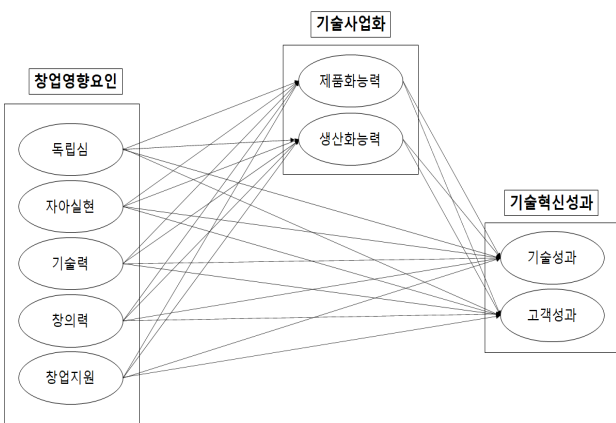 기술사업화
제품화능력
생산화능력
창업영향요인
독립심
자아실현
기술력
창의력
창업지원
기술혁신성과
기술성과
고객성과